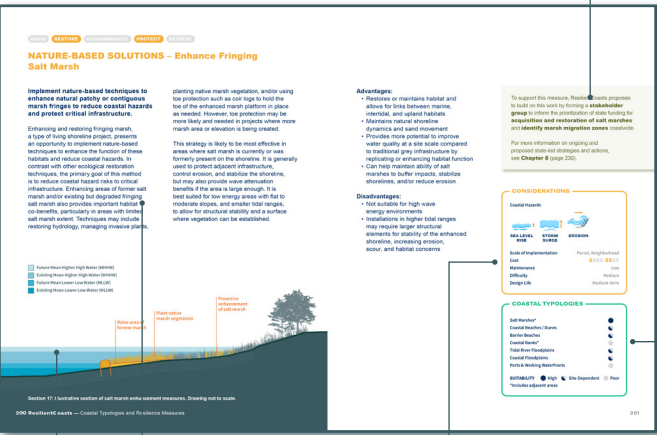 AVOID RESTORE ACCOMMODATE PROTECT RETREAT
NATURE-BASED SOLUTIONS – Enhance Fringing
Salt Marsh
Implement nature-based techniques to
enhance natural patchy or contiguous
marsh fringes to reduce coastal hazards
and protect critical infrastructure.
Enhancing and restoring fringing marsh,
a type of living shoreline project, presents
an opportunity to implement nature-based
techniques to enhance the function of these
habitats and reduce coastal hazards. In
contrast with other ecological restoration
techniques, the primary goal of this method
is to reduce coastal hazard risks to critical
infrastructure. Enhancing areas of former salt
marsh and/or existing but degraded fringing
salt marsh also provides important habitat
co-benefits, particularly in areas with limited
salt marsh extent. Techniques may include
restoring hydrology, managing invasive plants,
planting native marsh vegetation, and/or using
toe protection such as coir logs to hold the
toe of the enhanced marsh platform in place
as needed. However, toe protection may be
more likely and needed in projects where more
marsh area or elevation is being created.
This strategy is likely to be most effective in
areas where salt marsh is currently or was
formerly present on the shoreline. It is generally
used to protect adjacent infrastructure,
control erosion, and stabilize the shoreline,
but may also provide wave attenuation
benefits if the area is large enough. It is
best suited for low energy areas with flat to
moderate slopes, and smaller tidal ranges,
to allow for structural stability and a surface
where vegetation can be established.
Future Mean Higher High Water (MHHW)
Existing Mean Higher High Water (MHHW)
Future Mean Lower Low Water (MLLW)
Existing Mean Lower Low Water (MLLW)
Raise area of
former marsh
Plant native
marsh vegetation
Proactive
enhancement
of salt marsh
Section 17: Illustrative section of salt marsh enhancement measures. Drawing not to scale.
200 ResilientCoasts — Coastal Typologies and Resilience Measures
Advantages:
• Restores or maintains habitat and
allows for links between marine,
intertidal, and upland habitats
• Maintains natural shoreline
dynamics and sand movement
• Provides more potential to improve
water quality at a site scale compared
to traditional grey infrastructure by
replicating or enhancing habitat function
• Can help maintain ability of salt
marshes to buffer impacts, stabilize
shorelines, and/or reduce erosion
Disadvantages:
• Not suitable for high wave
energy environments
• Installations in higher tidal ranges
may require larger structural
elements for stability of the enhanced
shoreline, increasing erosion,
scour, and habitat concerns
To support this measure, ResilientCoasts proposes
to build on this work by forming a stakeholder
group to inform the prioritization of state funding for
acquisition and restoration of salt marshes
and identify marsh migration zones coastwide.
For more information on ongoing and
proposed state-led strategies and actions,
see Chapter 8 (page 236).
CONSIDERATIONS
Coastal Hazards
SEA LEVEL
RISE
STORM
SURGE
EROSION
Scale of Implementation Parcel, Neighborhood
Cost
Maintenance Low
Difficulty Medium
Design Life Medium-term
COASTAL TYPOLOGIES
Salt Marshes*
Coastal Beaches / Dunes
Barrier Beaches
Coastal Banks*
Tidal River Floodplains
Coastal Floodplains
Ports & Working Waterfronts
SUITABILITY High Site Dependent Poor
*Includes adjacent areas
201